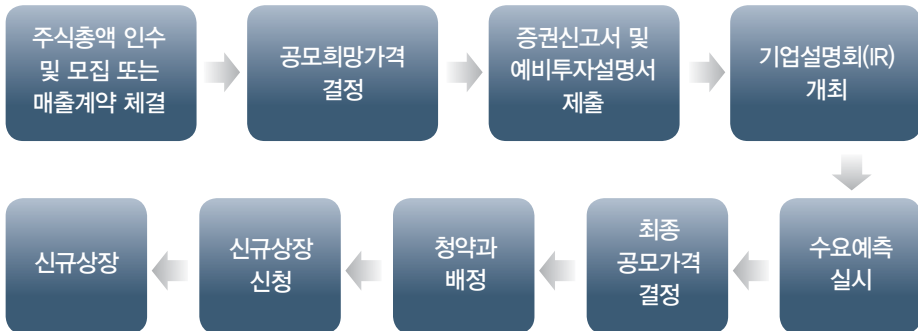 주식총액 인수
및 모집 또는
매출계약 체결
공모희망가격
결정
증권신고서 및
예비투자설명서
제출
기업설명회(IR)
개최
수요예측
실시
최종
공모가격
결정
청약과
배정
신규상장
신청
신규상장